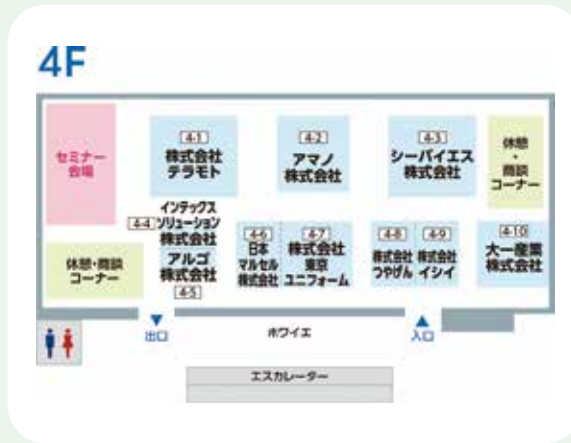 4F
セミナー
会場
4-1
株式会社
テラモト
4-2
アマノ
株式会社
4-3
シーバイエス
株式会社
休憩
・
商談
コーナー
インテックス
4-4 ソリューション
株式会社
アルゴ
株式会社
4-5
休憩・商談
コーナー
4-6
日本
マルセル
株式会社
4-7
株式会社
東京
ユニフォーム
4-8
株式会社
つやげん
4-9
株式会社
イシイ
4-10
大一産業
株式会社
出口
ホワイエ
入口
エスカレーター